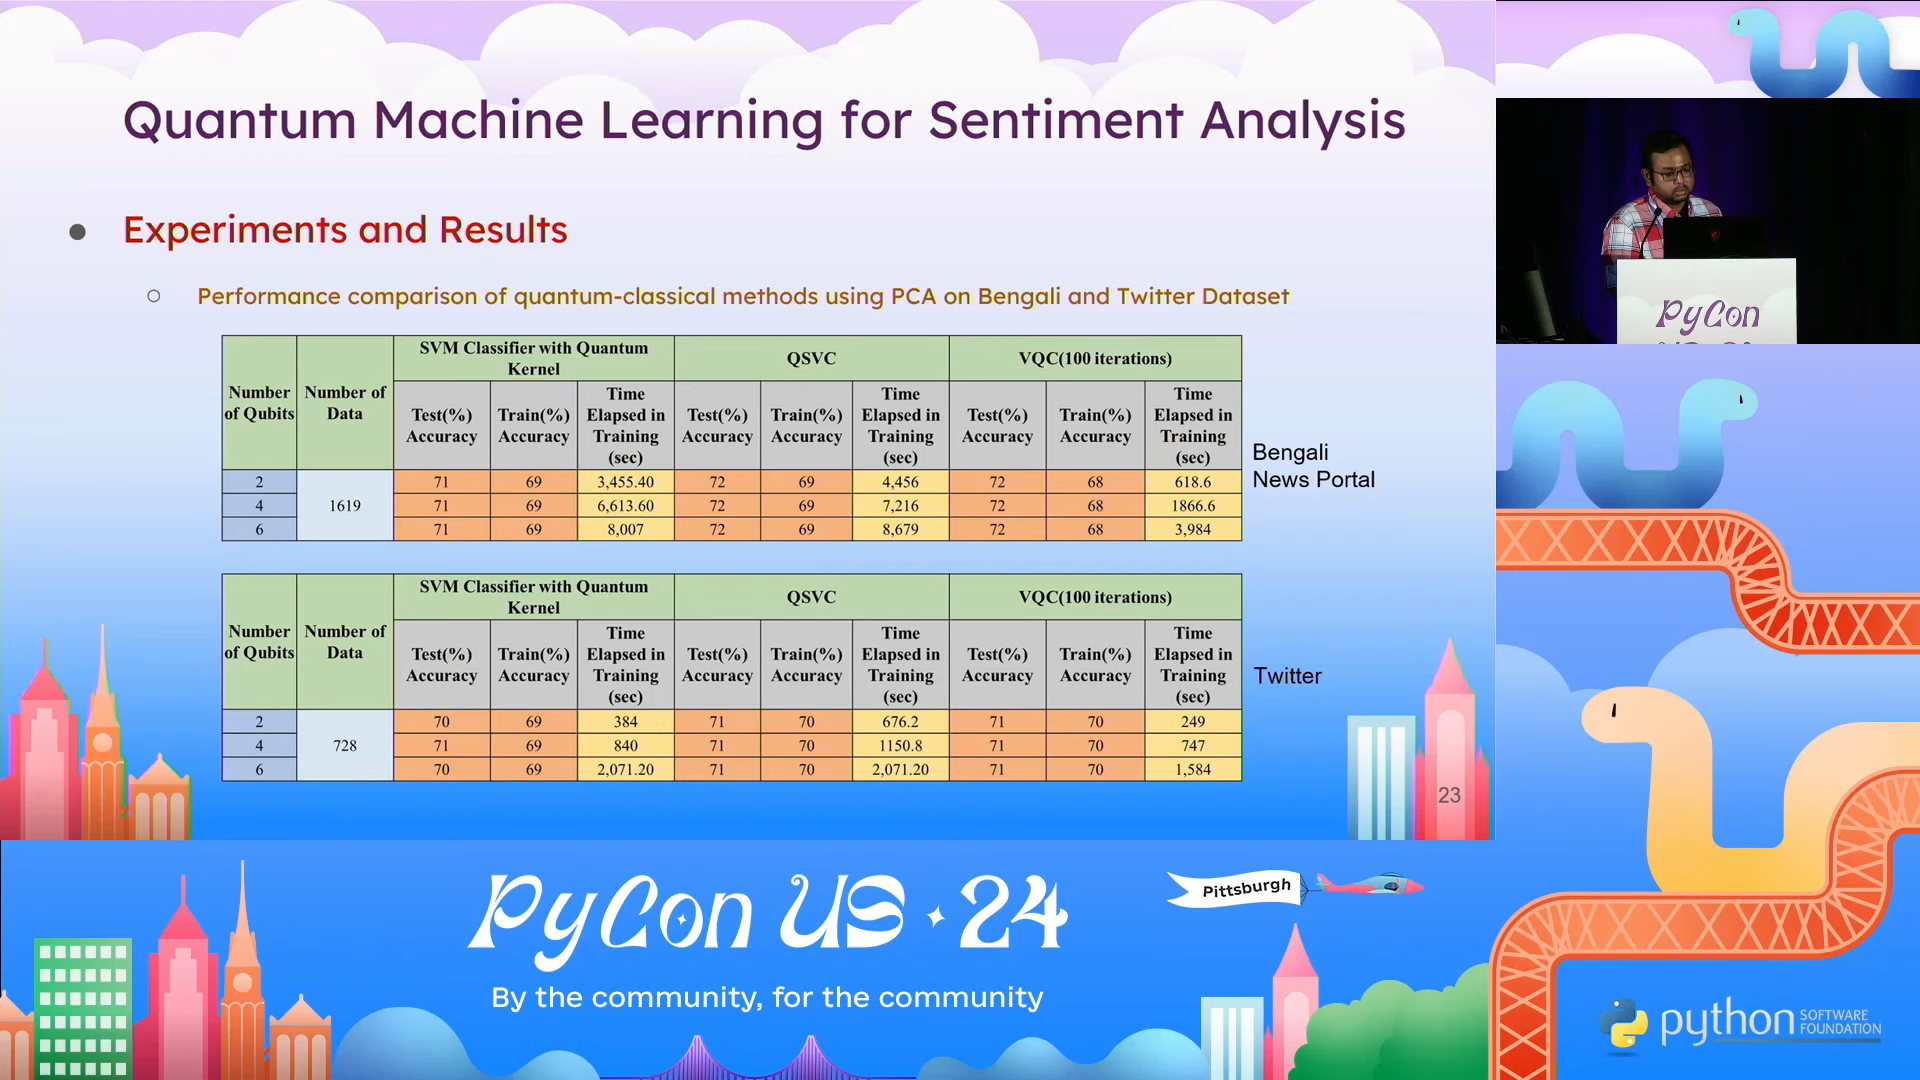 Quantum Machine Learning for Sentiment Analysis
Experiments and Results
Performance comparison of quantum-classical methods using PCA on Bengali and Twitter Dataset
Number of Qubits Number of Data SVM Classifier with Quantum Kernel QSVC VQC(100 iterations)
Test(%) Accuracy Train(%) Accuracy Time Elapsed in Training (sec) Test(%) Accuracy Train(%) Accuracy Time Elapsed in Training (sec) Test(%) Accuracy Train(%) Accuracy Time Elapsed in Training (sec)
2 71 69 3,455.40 72 69 4,456 72 68 618.6
4 1619 71 69 6,613.60 72 69 7,216 72 68 1866.6
6 71 69 8,007 72 69 8,679 72 68 3,984
Bengali
News Portal
Number of Qubits Number of Data SVM Classifier with Quantum Kernel QSVC VQC(100 iterations)
Test(%) Accuracy Train(%) Accuracy Time Elapsed in Training (sec) Test(%) Accuracy Train(%) Accuracy Time Elapsed in Training (sec) Test(%) Accuracy Train(%) Accuracy Time Elapsed in Training (sec)
2 70 69 384 71 70 676.2 71 70 249
4 728 71 69 840 71 70 1150.8 71 70 747
6 70 69 2,071.20 71 70 2,071.20 71 70 1,584
Twitter
23
PyCon
PyCon US 24
Pittsburgh
By the community, for the community
python SOFTWARE
FOUNDATION